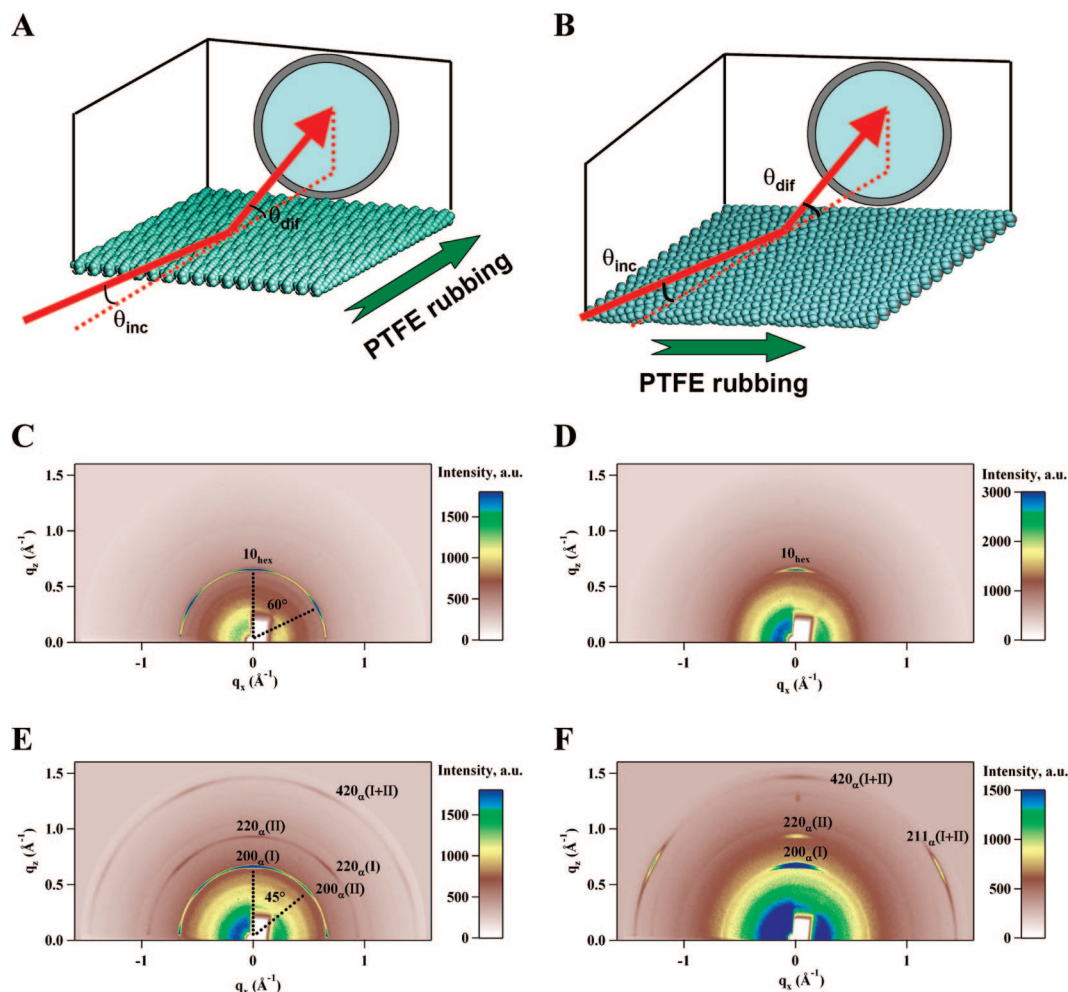 A
B
θdif
θinc
PTFE rubbing
θdif
θinc
PTFE rubbing
C
D
Intensity, a.u.
1.5
1.0
0.5
0.0
qz (Å-1)
10hex
60°
-1 0 1
qx (Å-1)
1500
1000
500
0
Intensity, a.u.
1.5
1.0
0.5
0.0
qz (Å-1)
10hex
-1 0 1
qx (Å-1)
3000
2000
1000
0
E
F
Intensity, a.u.
1.5
1.0
0.5
0.0
qz (Å-1)
420α(I+II)
220α(II)
220α(I)
200α(I)
200α(II)
45°
-1 0 1
qx (Å-1)
1500
1000
500
0
Intensity, a.u.
1.5
1.0
0.5
0.0
qz (Å-1)
420α(I+II)
220α(II)
211α(I+II)
200α(I)
-1 0 1
qx (Å-1)
1500
1000
500
0